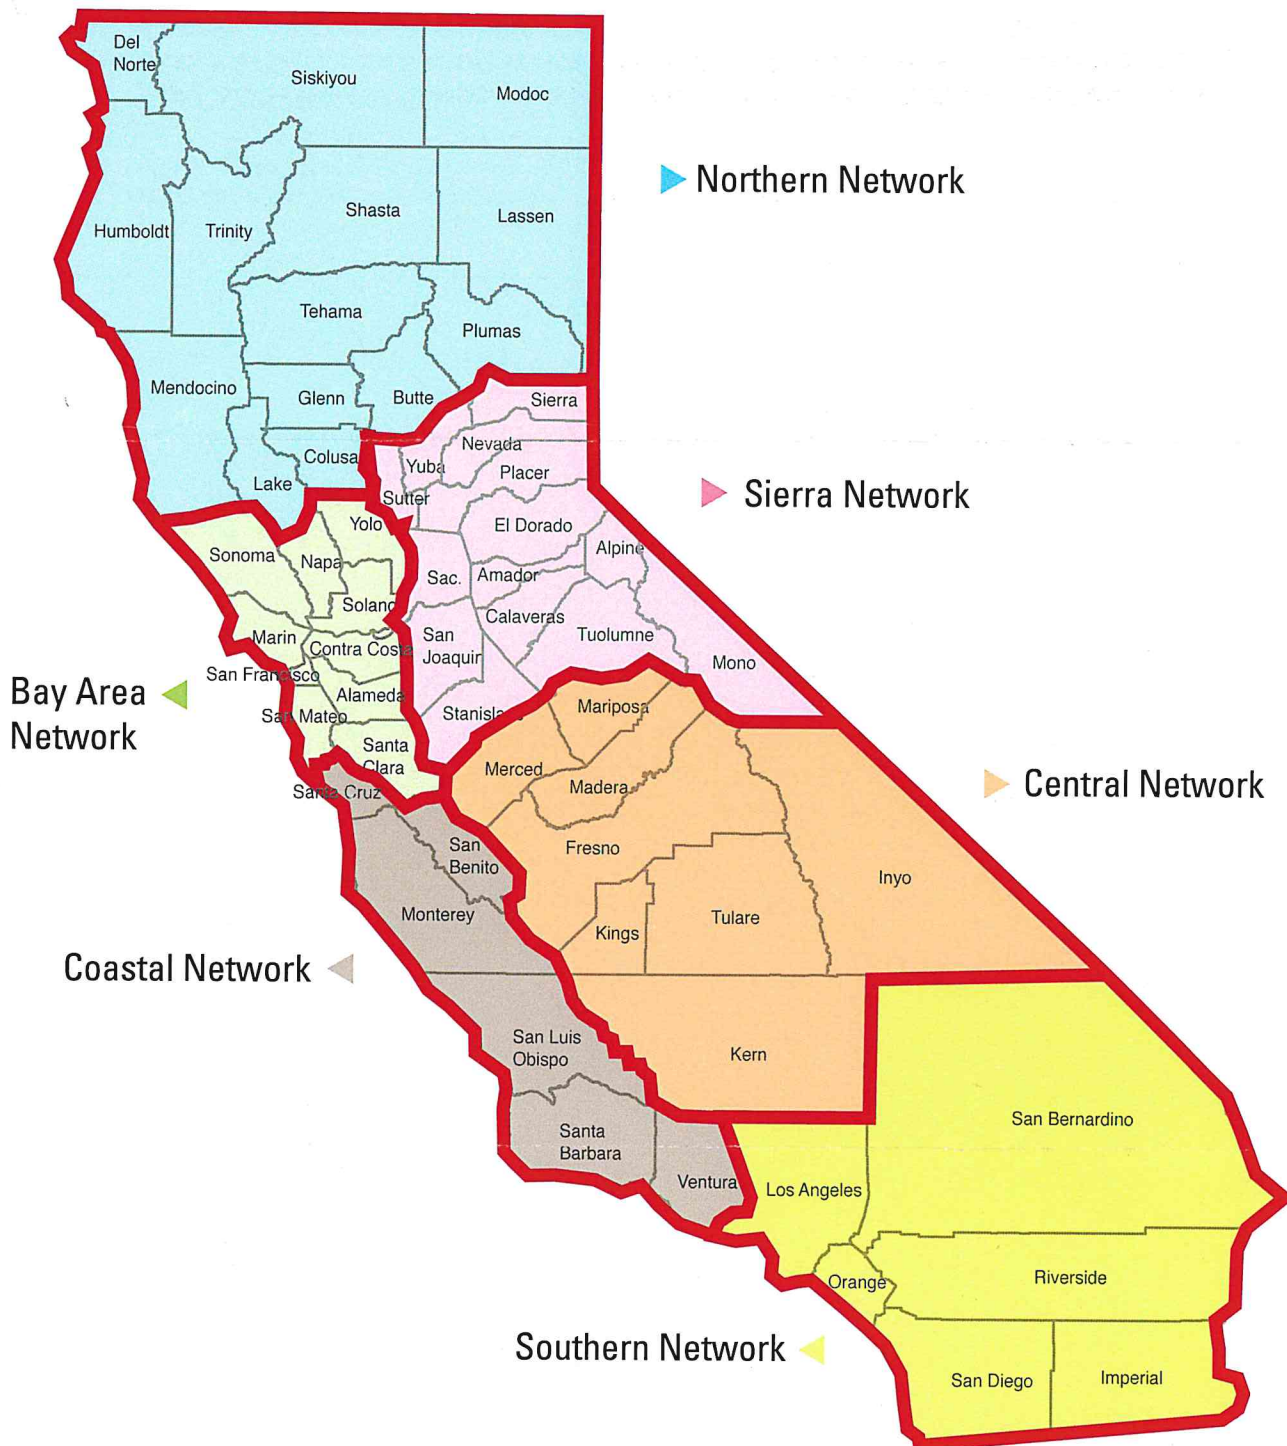 Del
Norte
Siskiyou
Modoc
Northern Network
Shasta
Lassen
Humboldt
Trinity
Tehama
Plumas
Mendocino
Glenn
Butte
Sierra
Nevada
Colusa
Yuba
Placer
Lake
Sutter
Sierra Network
Yolo
El Dorado
Sonoma
Napa
Alpine
Sac.
Amador
Solano
Calaveras
Marin
San
Joaquin
Tuolumne
Contra Costa
Mono
San Francisco
Bay Area
Network
Alameda
San Mateo
Mariposa
Santa
Clara
Merced
Central Network
Madera
Santa Cruz
San
Benito
Fresno
Inyo
Monterey
Tulare
Kings
Coastal Network
San Luis
Obispo
Kern
San Bernardino
Santa
Barbara
Ventura
Los Angeles
Orange
Riverside
Southern Network
San Diego
Imperial